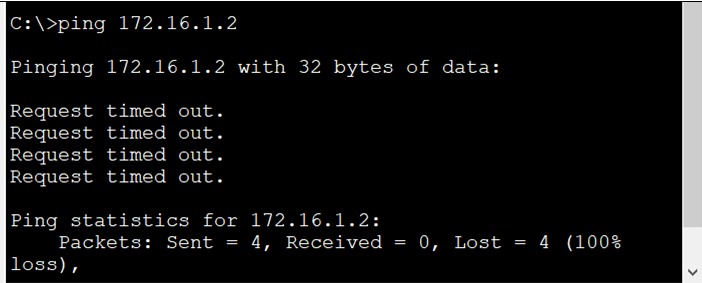 C:\>ping 172.16.1.2
Pinging 172.16.1.2 with 32 bytes of data:
Request timed out.
Request timed out.
Request timed out.
Request timed out.
Ping statistics for 172.16.1.2:
    Packets: Sent = 4, Received = 0, Lost = 4 (100%
loss),